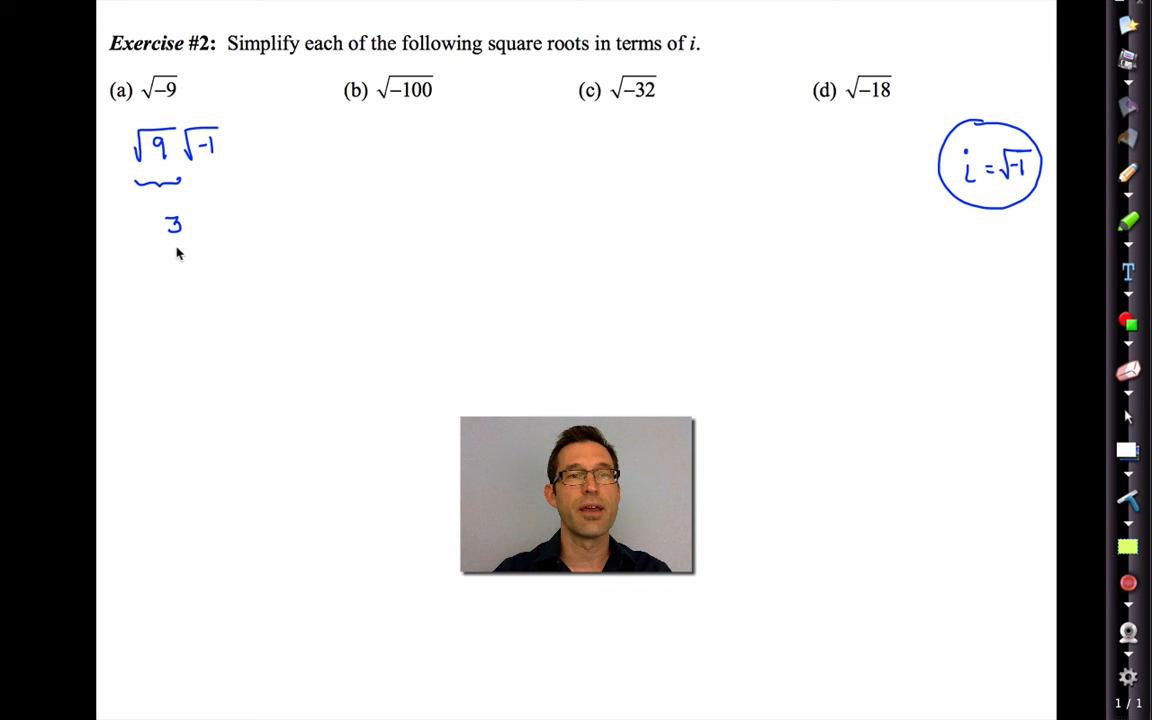 Exercise #2: Simplify each of the following square roots in terms of i.
(a) √–9 (b) √–100 (c) √–32 (d) √–18
√9 √-1
i = √-1
3
T
1 / 1